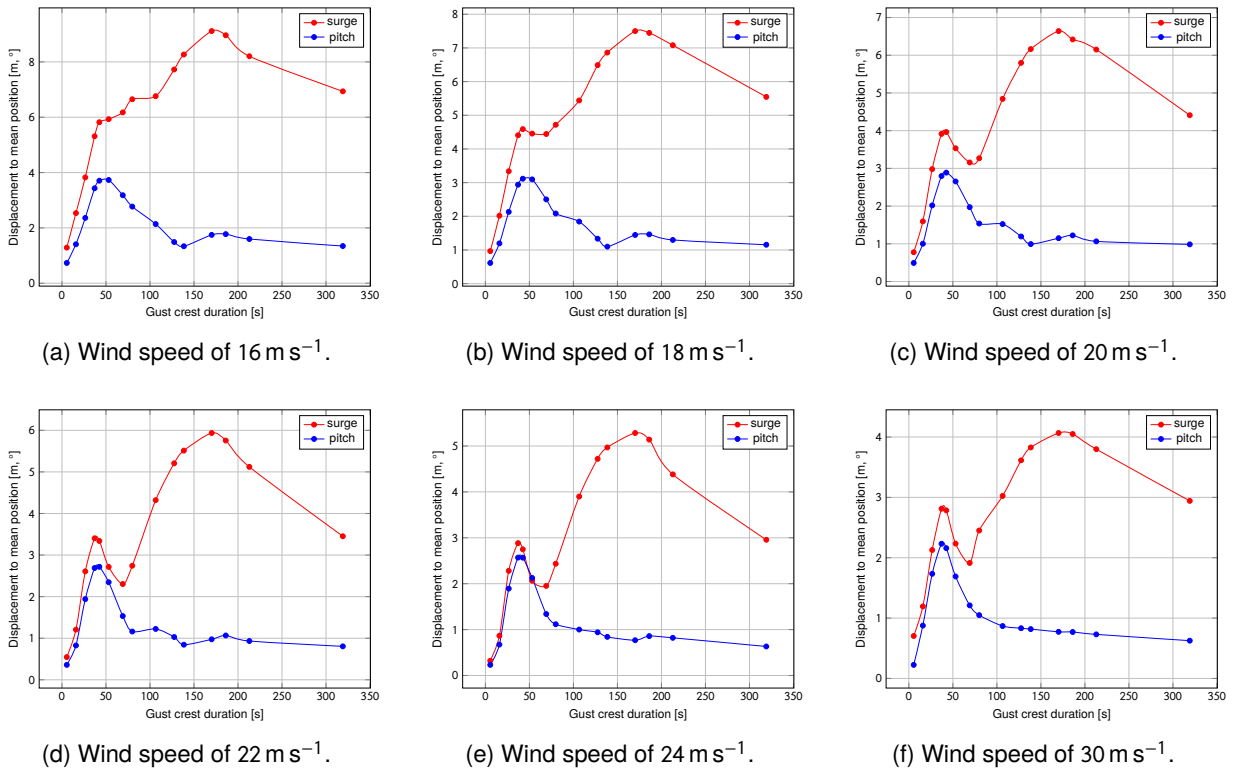 surge
pitch
8
6
4
2
0
0 50 100 150 200 250 300 350
Displacement to mean position [m, °]
Gust crest duration [s]
(a) Wind speed of 16 m s⁻¹.
surge
pitch
8
7
6
5
4
3
2
1
0
0 50 100 150 200 250 300 350
Displacement to mean position [m, °]
Gust crest duration [s]
(b) Wind speed of 18 m s⁻¹.
surge
pitch
7
6
5
4
3
2
1
0
0 50 100 150 200 250 300 350
Displacement to mean position [m, °]
Gust crest duration [s]
(c) Wind speed of 20 m s⁻¹.
surge
pitch
6
5
4
3
2
1
0
0 50 100 150 200 250 300 350
Displacement to mean position [m, °]
Gust crest duration [s]
(d) Wind speed of 22 m s⁻¹.
surge
pitch
5
4
3
2
1
0
0 50 100 150 200 250 300 350
Displacement to mean position [m, °]
Gust crest duration [s]
(e) Wind speed of 24 m s⁻¹.
surge
pitch
4
3
2
1
0
0 50 100 150 200 250 300 350
Displacement to mean position [m, °]
Gust crest duration [s]
(f) Wind speed of 30 m s⁻¹.